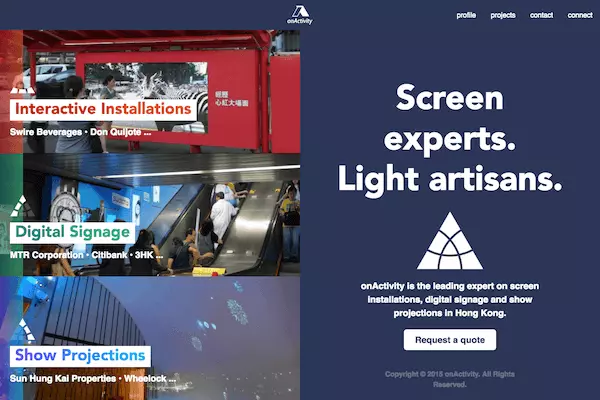 onActivity
profile
projects
contact
connect
Interactive Installations
Swire Beverages • Don Quijote ...
Digital Signage
MTR Corporation • Citibank • 3HK ...
Show Projections
Sun Hung Kai Properties • Wheelock ...
Screen
experts.
Light artisans.
onActivity is the leading expert on screen
installations, digital signage and show
projections in Hong Kong.
Request a quote
Copyright © 2015 onActivity. All Rights
Reserved.